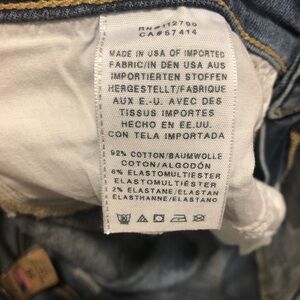 RN#112790
CA#57414
MADE IN USA OF IMPORTED
FABRIC/IN DEN USA AUS
IMPORTIERTEN STOFFEN
HERGESTELLT/FABRIQUE
AUX E.-U. AVEC DES
TISSUS IMPORTES
HECHO EN EE.UU.
CON TELA IMPORTADA
92% COTTON/BAUMWOLLE
COTON/ALGODÓN
6% ELASTOMULTIESTER
ELASTOMULTIÉSTER
2% ELASTANE/ELASTAN
ELASTHANNE/ELASTANO